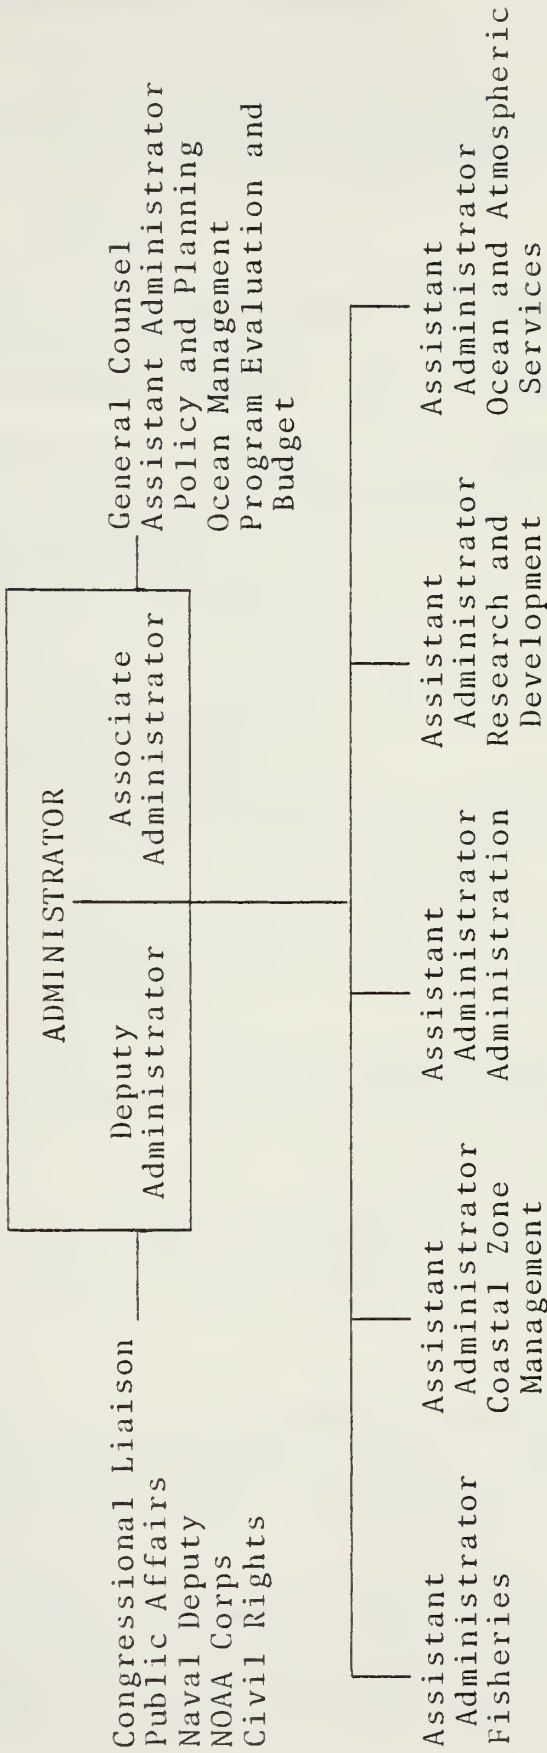 ADMINISTRATOR
Deputy
Administrator
Associate
Administrator
Congressional Liaison
Public Affairs
Naval Deputy
NOAA Corps
Civil Rights
General Counsel
Assistant Administrator
Policy and Planning
Ocean Management
Program Evaluation and
Budget
Assistant
Administrator
Fisheries
Assistant
Administrator
Coastal Zone
Management
Assistant
Administrator
Administration
Assistant
Administrator
Research and
Development
Assistant
Administrator
Ocean and Atmospheric
Services